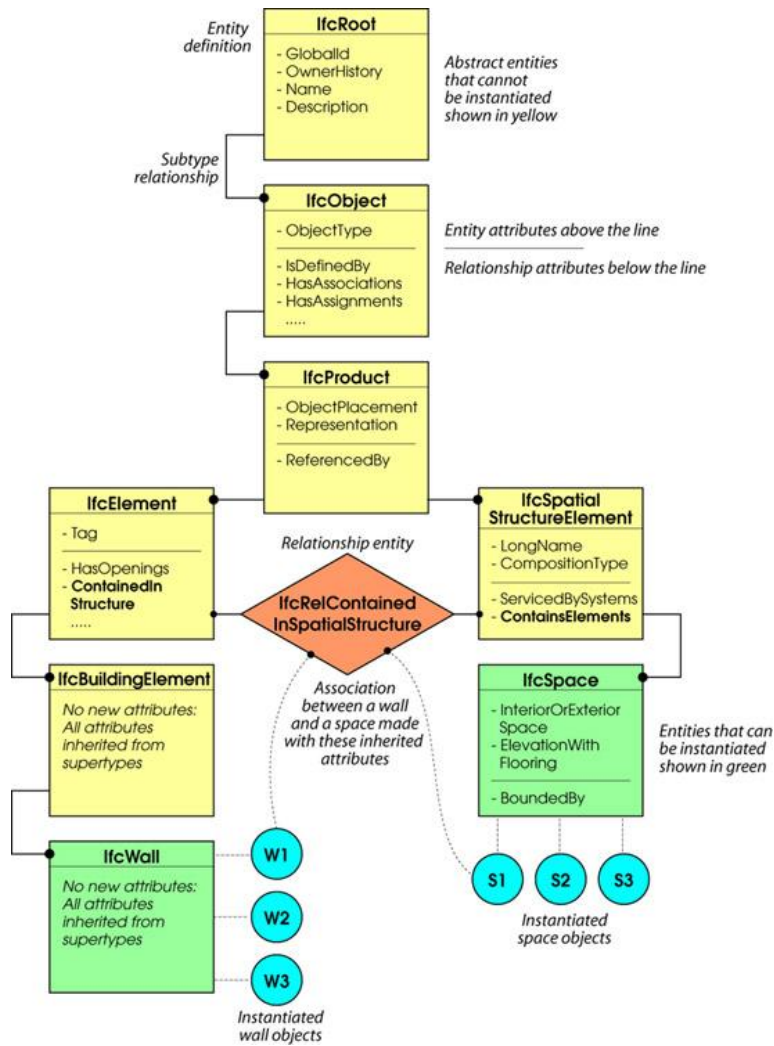 Entity
definition
IfcRoot
- GlobalId
- OwnerHistory
- Name
- Description
Abstract entities
that cannot
be instantiated
shown in yellow
Subtype
relationship
IfcObject
- ObjectType
- IsDefinedBy
- HasAssociations
- HasAssignments
.....
Entity attributes above the line
Relationship attributes below the line
IfcProduct
- ObjectPlacement
- Representation
- ReferencedBy
IfcElement
- Tag
- HasOpenings
- ContainedIn
Structure
.....
Relationship entity
IfcRelContained
InSpatialStructure
IfcSpatial
StructureElement
- LongName
- CompositionType
- ServicedBySystems
- ContainsElements
IfcBuildingElement
No new attributes:
All attributes
inherited from
supertypes
Association
between a wall
and a space made
with these inherited
attributes
IfcSpace
- InteriorOrExterior
Space
- ElevationWith
Flooring
- BoundedBy
Entities that can
be instantiated
shown in green
IfcWall
No new attributes:
All attributes
inherited from
supertypes
W1
W2
W3
Instantiated
wall objects
S1
S2
S3
Instantiated
space objects